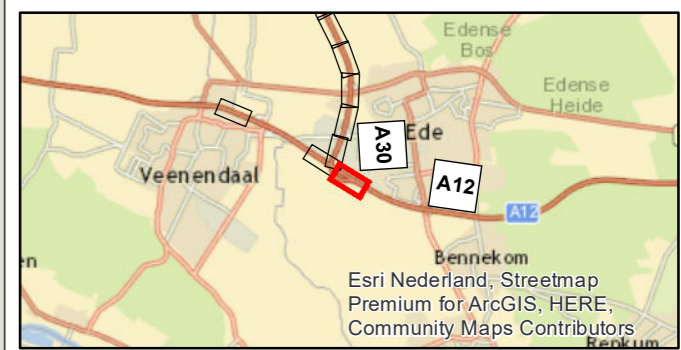 Edense
Bos
Edense
Heide
A30
Ede
Veenendaal
A12
A12
en
Bennekom
Esri Nederland, Streetmap
Premium for ArcGIS, HERE,
Community Maps Contributors
Renkum